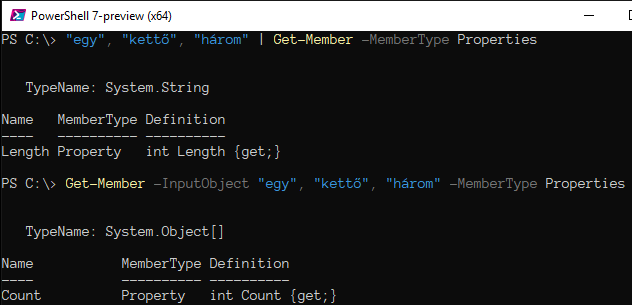 PowerShell 7-preview (x64)
PS C:\> "egy", "kettő", "három" | Get-Member -MemberType Properties
TypeName: System.String
Name MemberType Definition
---- ---------- ----------
Length Property int Length {get;}
PS C:\> Get-Member -InputObject "egy", "kettő", "három" -MemberType Properties
TypeName: System.Object[]
Name MemberType Definition
---- ---------- ----------
Count Property int Count {get;}